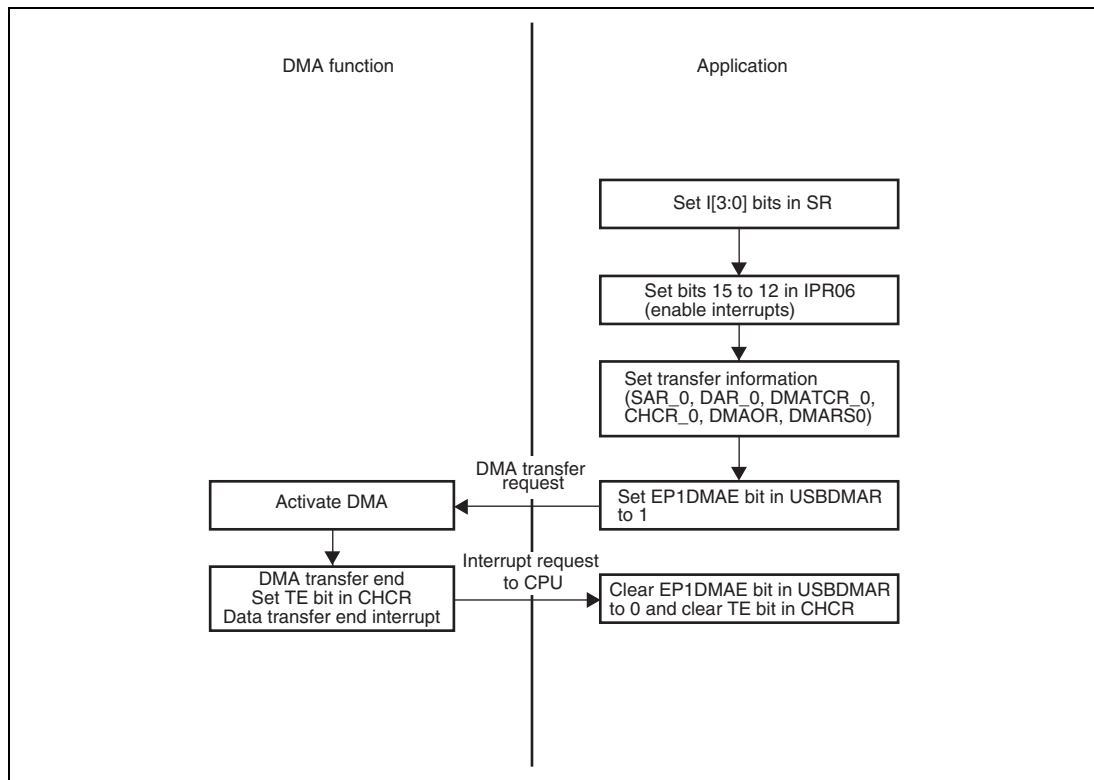 DMA function
Application
Set I[3:0] bits in SR
Set bits 15 to 12 in IPR06
(enable interrupts)
Set transfer information
(SAR_0, DAR_0, DMATCR_0,
CHCR_0, DMAOR, DMARS0)
DMA transfer
request
Activate DMA
Set EP1DMAE bit in USBDMAR
to 1
Interrupt request
to CPU
DMA transfer end
Set TE bit in CHCR
Data transfer end interrupt
Clear EP1DMAE bit in USBDMAR
to 0 and clear TE bit in CHCR